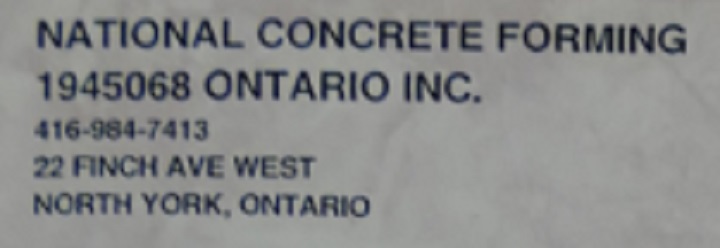 NATIONAL CONCRETE FORMING
1945068 ONTARIO INC.
416-984-7413
22 FINCH AVE WEST
NORTH YORK, ONTARIO